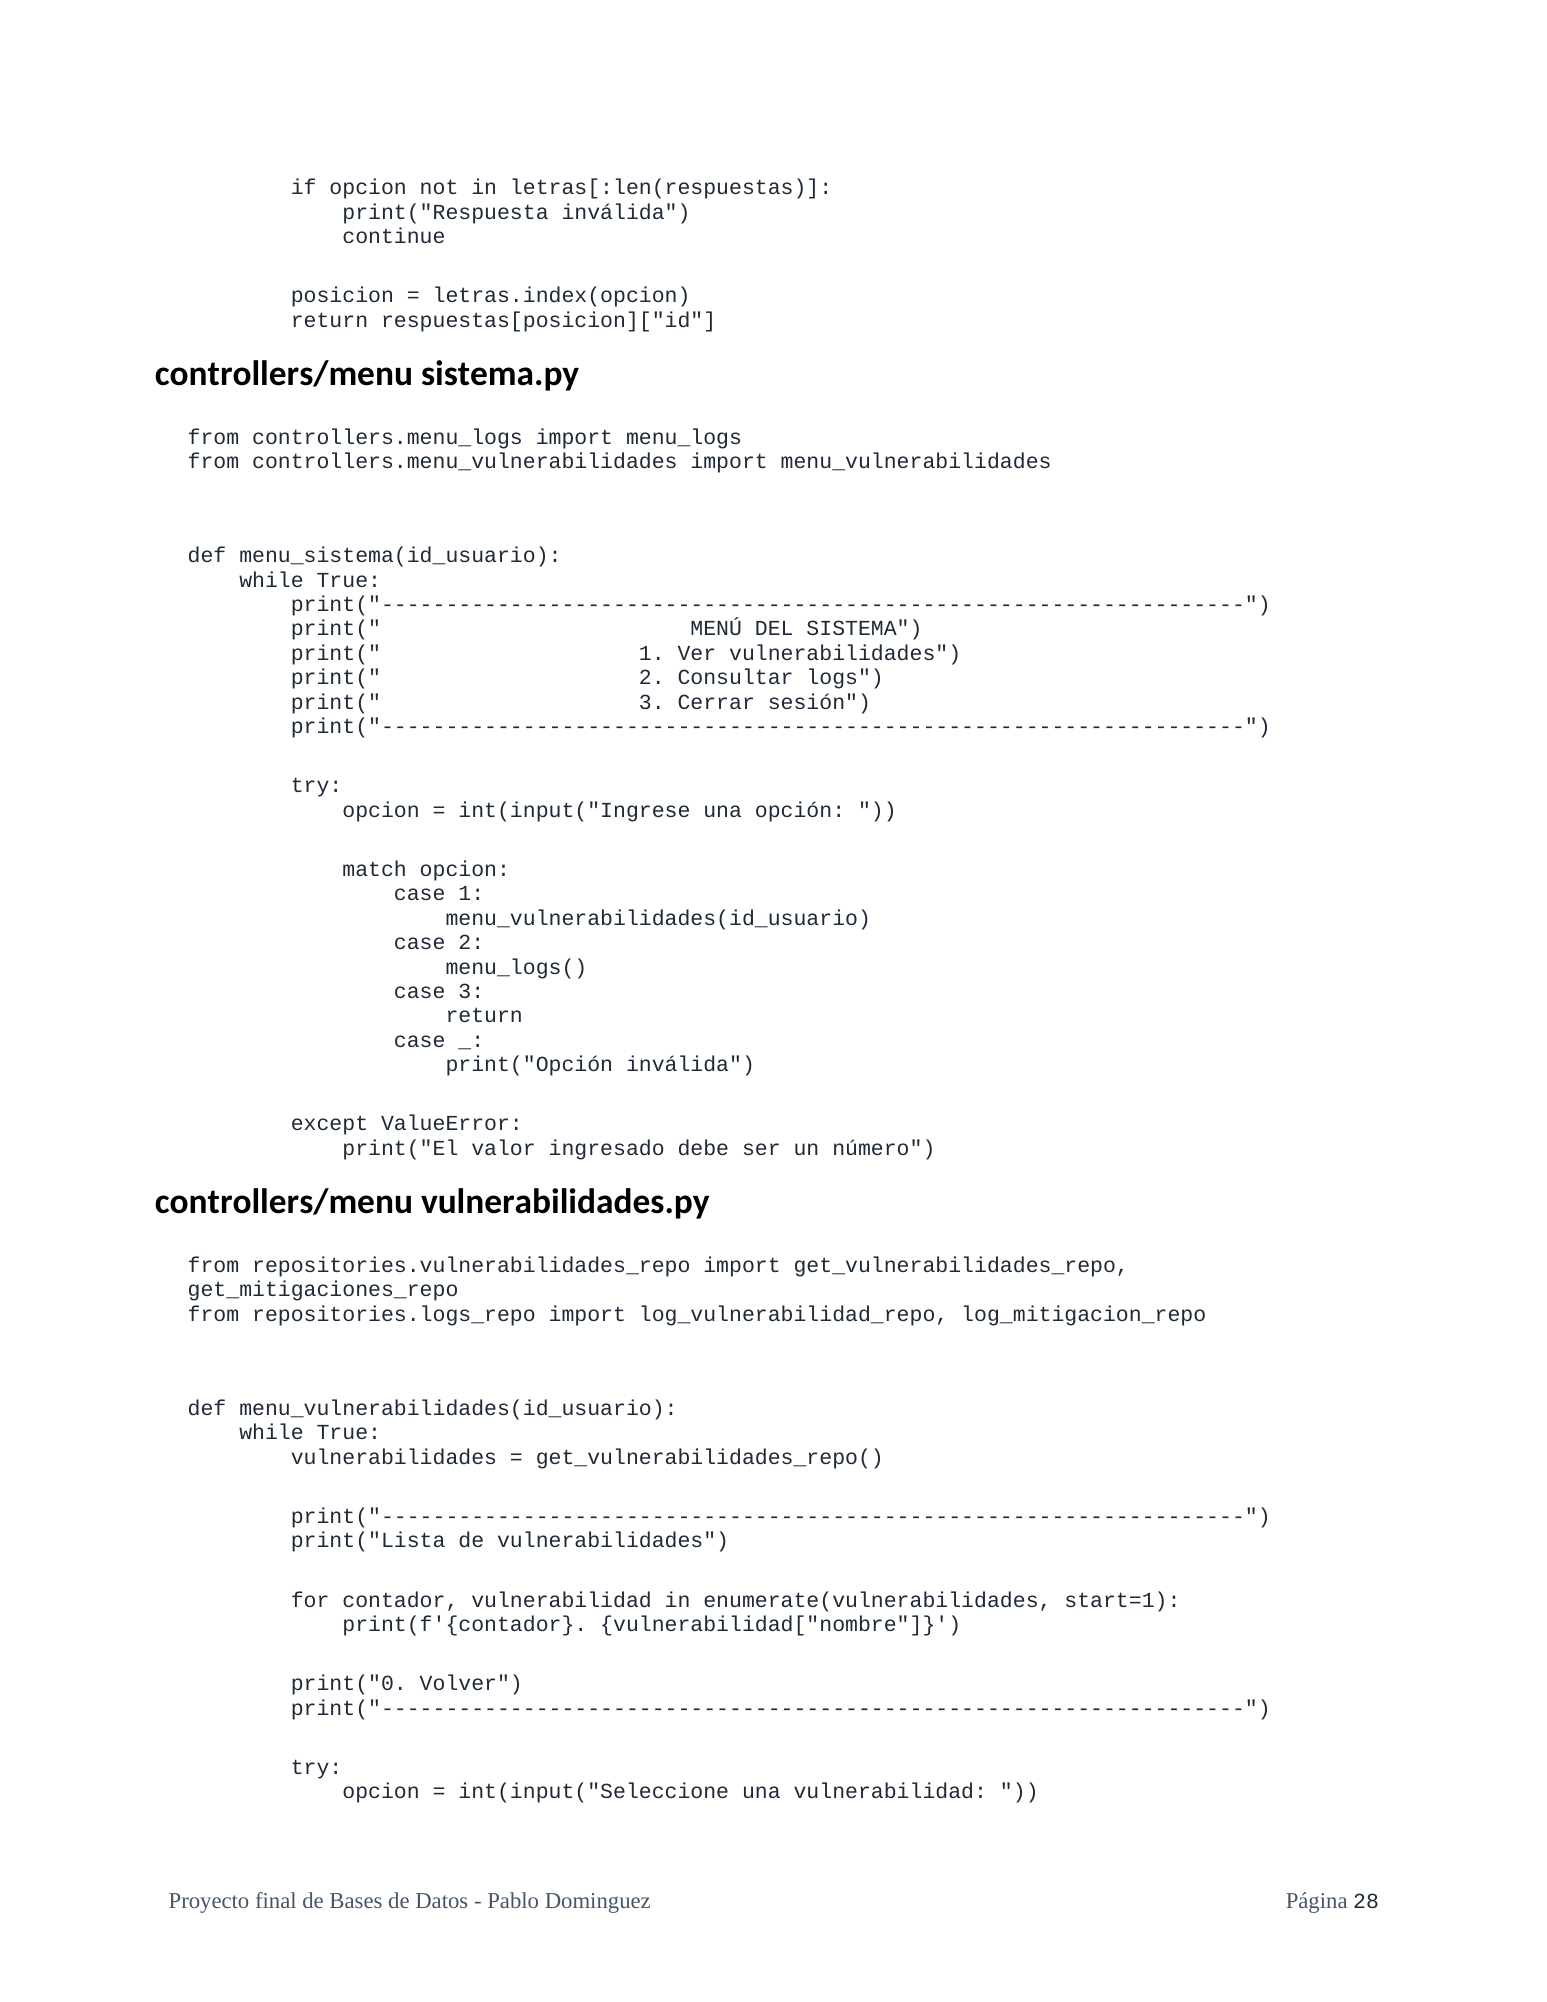 if opcion not in letras[:len(respuestas)]:
            print("Respuesta inválida")
            continue

        posicion = letras.index(opcion)
        return respuestas[posicion]["id"]
controllers/menu sistema.py
from controllers.menu_logs import menu_logs
from controllers.menu_vulnerabilidades import menu_vulnerabilidades

def menu_sistema(id_usuario):
    while True:
        print("-------------------------------------------------------------------")
        print("                        MENÚ DEL SISTEMA")
        print("                    1. Ver vulnerabilidades")
        print("                    2. Consultar logs")
        print("                    3. Cerrar sesión")
        print("-------------------------------------------------------------------")

        try:
            opcion = int(input("Ingrese una opción: "))

            match opcion:
                case 1:
                    menu_vulnerabilidades(id_usuario)
                case 2:
                    menu_logs()
                case 3:
                    return
                case _:
                    print("Opción inválida")

        except ValueError:
            print("El valor ingresado debe ser un número")
controllers/menu vulnerabilidades.py
from repositories.vulnerabilidades_repo import get_vulnerabilidades_repo,
get_mitigaciones_repo
from repositories.logs_repo import log_vulnerabilidad_repo, log_mitigacion_repo

def menu_vulnerabilidades(id_usuario):
    while True:
        vulnerabilidades = get_vulnerabilidades_repo()

        print("-------------------------------------------------------------------")
        print("Lista de vulnerabilidades")

        for contador, vulnerabilidad in enumerate(vulnerabilidades, start=1):
            print(f'{contador}. {vulnerabilidad["nombre"]}')

        print("0. Volver")
        print("-------------------------------------------------------------------")

        try:
            opcion = int(input("Seleccione una vulnerabilidad: "))
Proyecto final de Bases de Datos - Pablo Dominguez Página 28